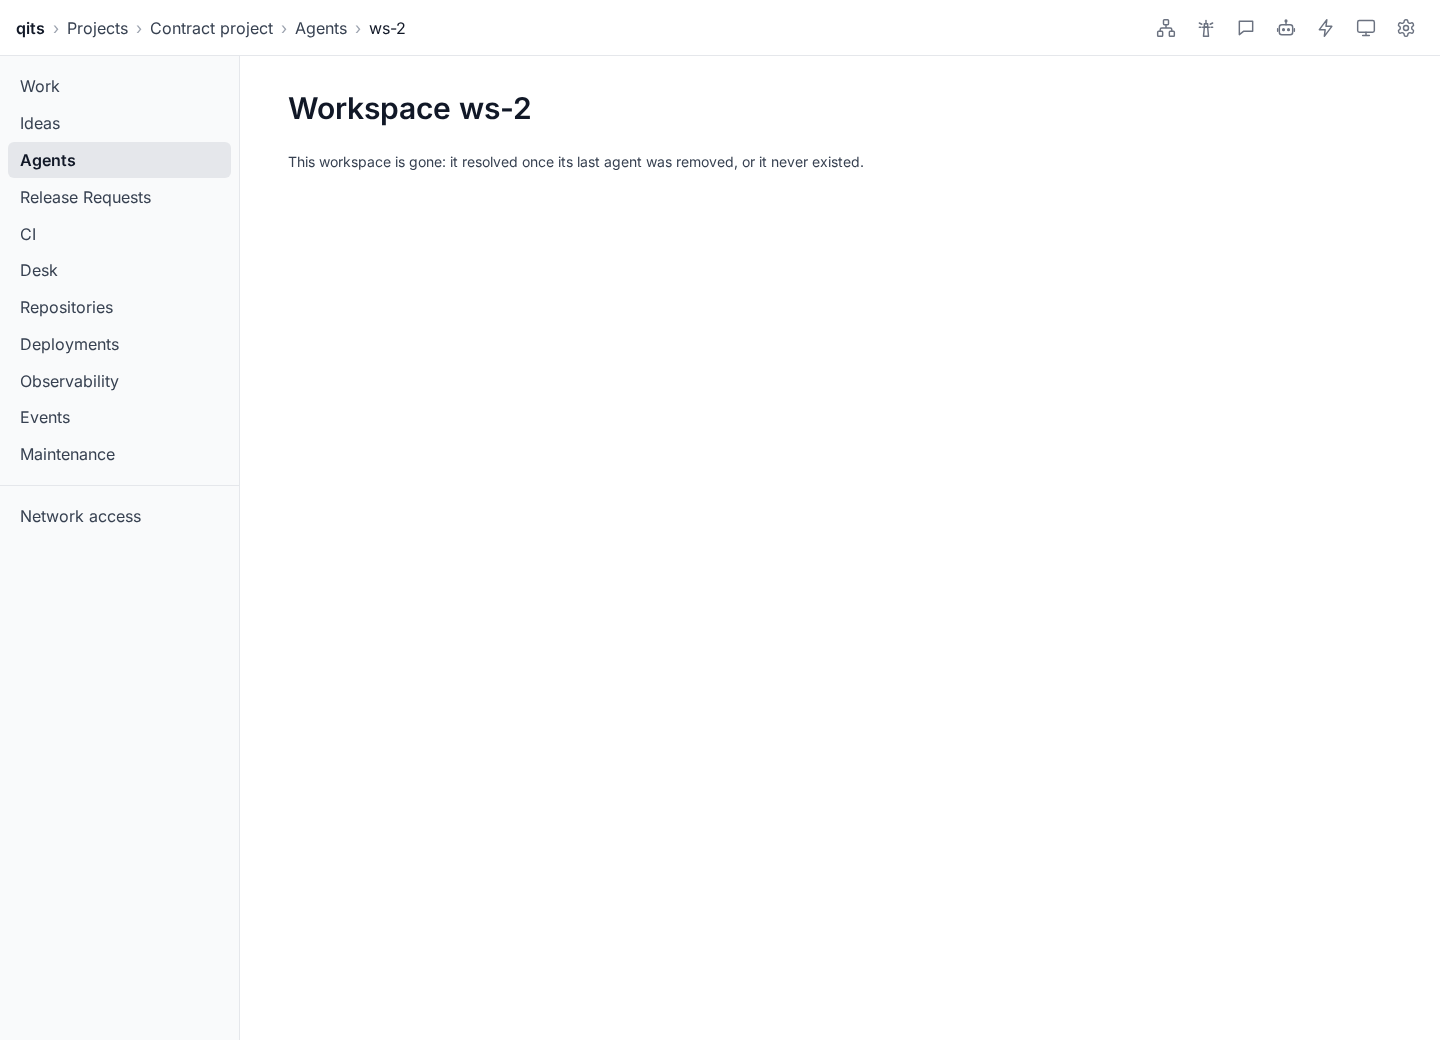 qits › Projects › Contract project › Agents › ws-2
Work
Ideas
Agents
Release Requests
CI
Desk
Repositories
Deployments
Observability
Events
Maintenance
Network access
Workspace ws-2
This workspace is gone: it resolved once its last agent was removed, or it never existed.